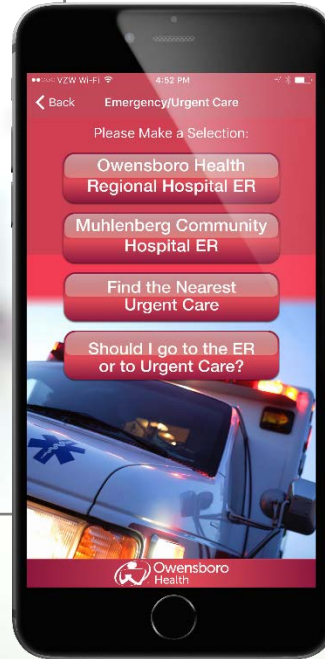 VZW Wi-Fi 4:52 PM
Back Emergency/Urgent Care
Please Make a Selection:
Owensboro Health
Regional Hospital ER
Muhlenberg Community
Hospital ER
Find the Nearest
Urgent Care
Should I go to the ER
or to Urgent Care?
Owensboro
Health